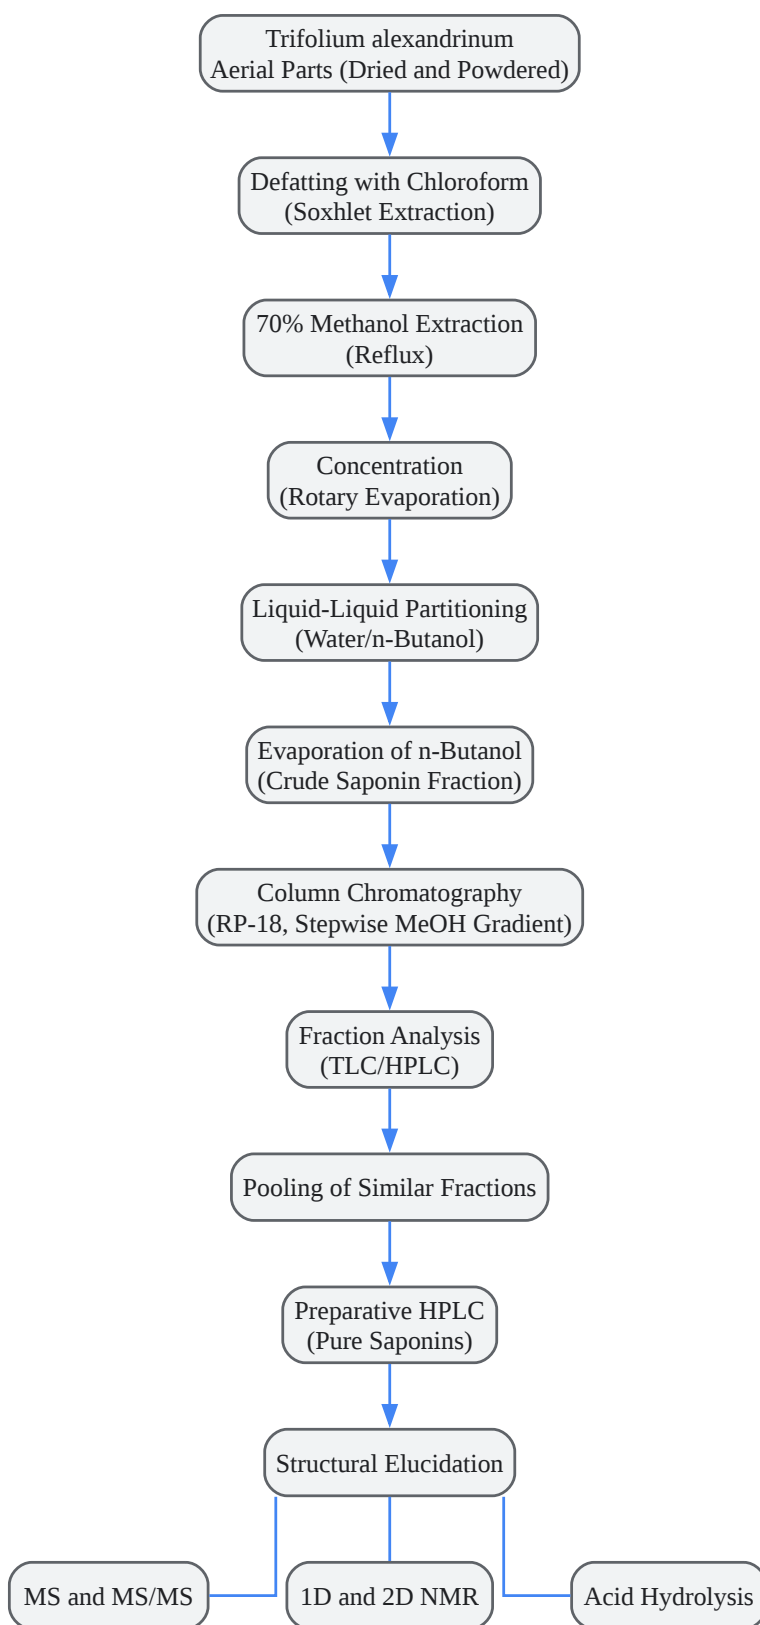 Trifolium alexandrinum
Aerial Parts (Dried and Powdered)
Defatting with Chloroform
(Soxhlet Extraction)
70% Methanol Extraction
(Reflux)
Concentration
(Rotary Evaporation)
Liquid-Liquid Partitioning
(Water/n-Butanol)
Evaporation of n-Butanol
(Crude Saponin Fraction)
Column Chromatography
(RP-18, Stepwise MeOH Gradient)
Fraction Analysis
(TLC/HPLC)
Pooling of Similar Fractions
Preparative HPLC
(Pure Saponins)
Structural Elucidation
MS and MS/MS
1D and 2D NMR
Acid Hydrolysis